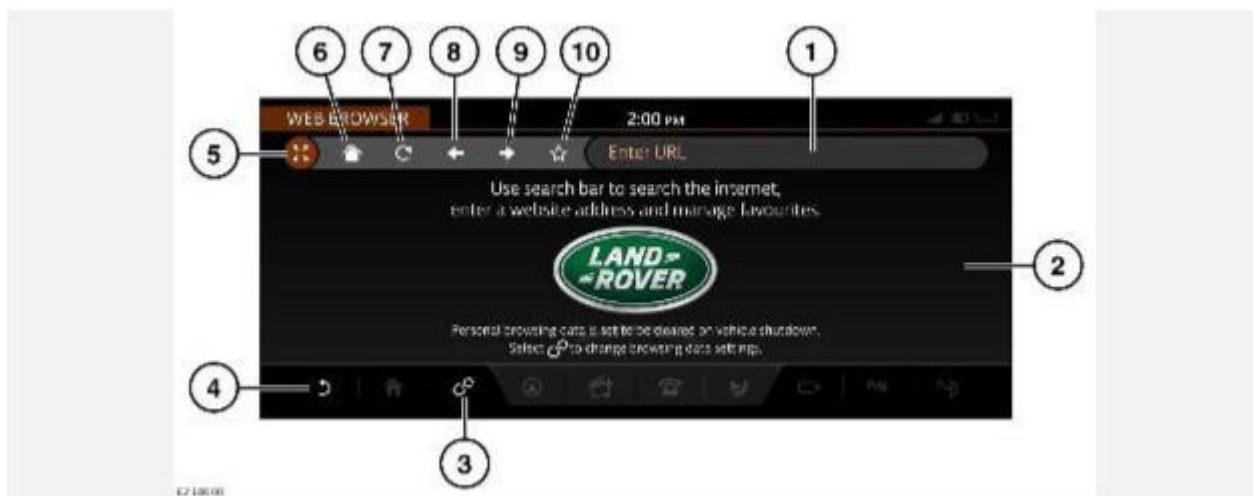 6
7
8
9
10
1
WEB BROWSER
2:00 PM
5
Enter URL
Use search bar to search the internet,
enter a website address and manage favourites.
LAND
ROVER
2
Personal browsing data is set to be cleared on vehicle shutdown.
Select to change browsing data settings.
4
3